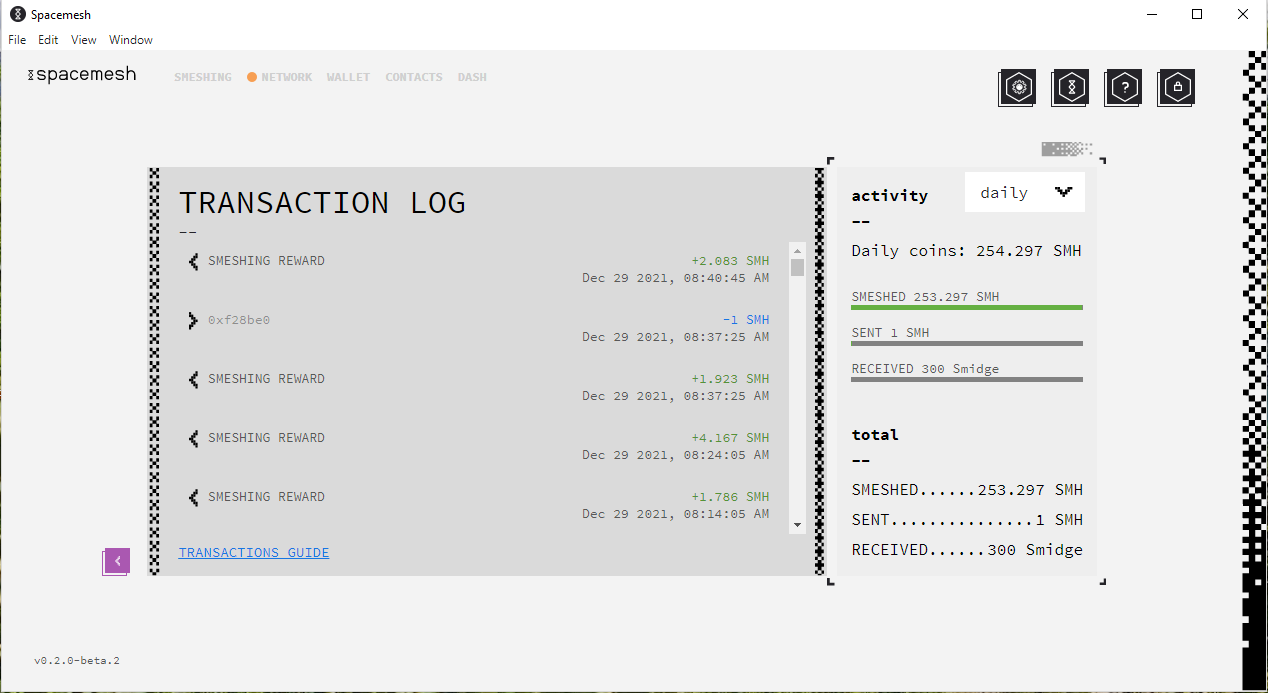 Spacemesh
File Edit View Window
spacemesh SMESHING NETWORK WALLET CONTACTS DASH
?
TRANSACTION LOG
--
SMESHING REWARD +2.083 SMH
Dec 29 2021, 08:40:45 AM
0xf28be0 -1 SMH
Dec 29 2021, 08:37:25 AM
SMESHING REWARD +1.923 SMH
Dec 29 2021, 08:37:25 AM
SMESHING REWARD +4.167 SMH
Dec 29 2021, 08:24:05 AM
SMESHING REWARD +1.786 SMH
Dec 29 2021, 08:14:05 AM
TRANSACTIONS GUIDE
activity daily
--
Daily coins: 254.297 SMH
SMESHED 253.297 SMH
SENT 1 SMH
RECEIVED 300 Smidge
total
--
SMESHED......253.297 SMH
SENT...............1 SMH
RECEIVED......300 Smidge
v0.2.0-beta.2